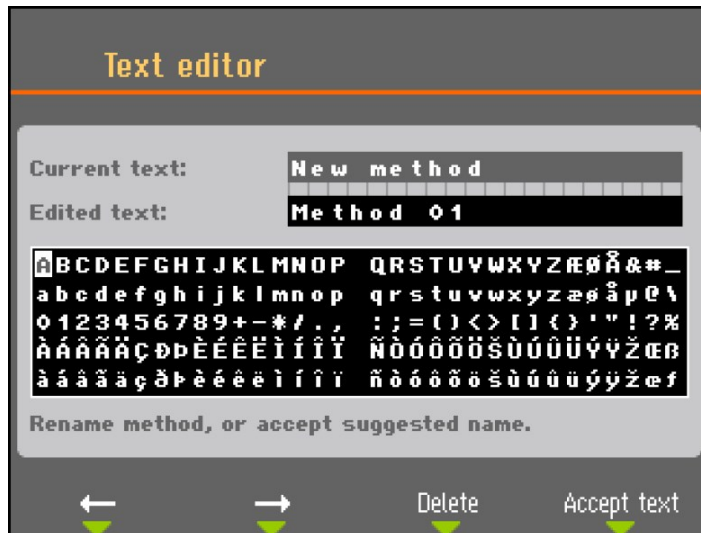 Text editor
Current text: New method
Edited text: Method 01
ABCDEFGHIJKLMNOP QRSTUVWXYZÆØÅ&#_
abcdefghijklmnop qrstuvwxyzæøåµ@\
0123456789+-*/., :;=()<>[]{}'"!?%
ÀÁÂÃÄÇÐÞÈÉÊËÌÍÎÏ ÑÒÓÔÕÖŠÙÚÛÜÝŸŽŒß
àáâãäçðþèéêëìíîï ñòóôõöšùúûüýÿžœƒ
Rename method, or accept suggested name.
← → Delete Accept text